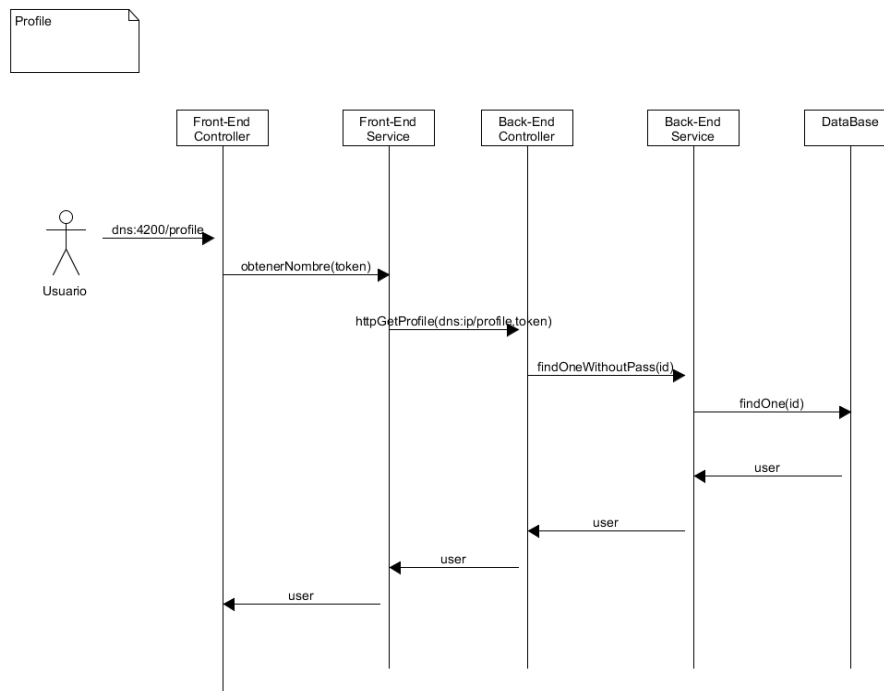 Profile
Front-End
Controller
Front-End
Service
Back-End
Controller
Back-End
Service
DataBase
dns:4200/profile
Usuario
obtenerNombre(token)
httpGetProfile(dns:ip/profile,token)
findOneWithoutPass(id)
findOne(id)
user
user
user
user